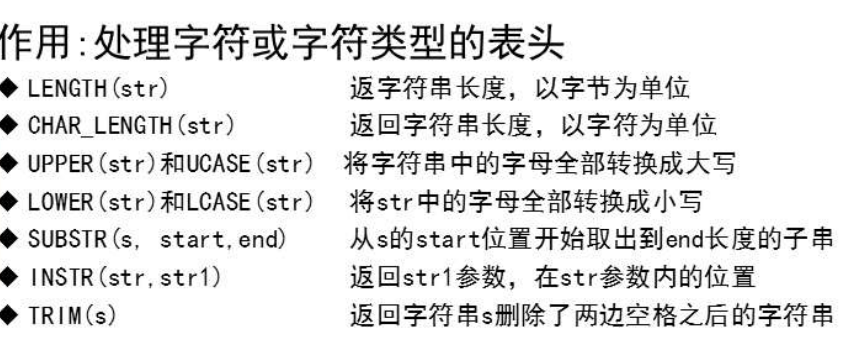 作用:处理字符或字符类型的表头
◆ LENGTH(str) 返字符串长度，以字节为单位
◆ CHAR_LENGTH(str) 返回字符串长度，以字符为单位
◆ UPPER(str)和UCASE(str) 将字符串中的字母全部转换成大写
◆ LOWER(str)和LCASE(str) 将str中的字母全部转换成小写
◆ SUBSTR(s, start,end) 从s的start位置开始取出到end长度的子串
◆ INSTR(str,str1) 返回str1参数，在str参数内的位置
◆ TRIM(s) 返回字符串s删除了两边空格之后的字符串